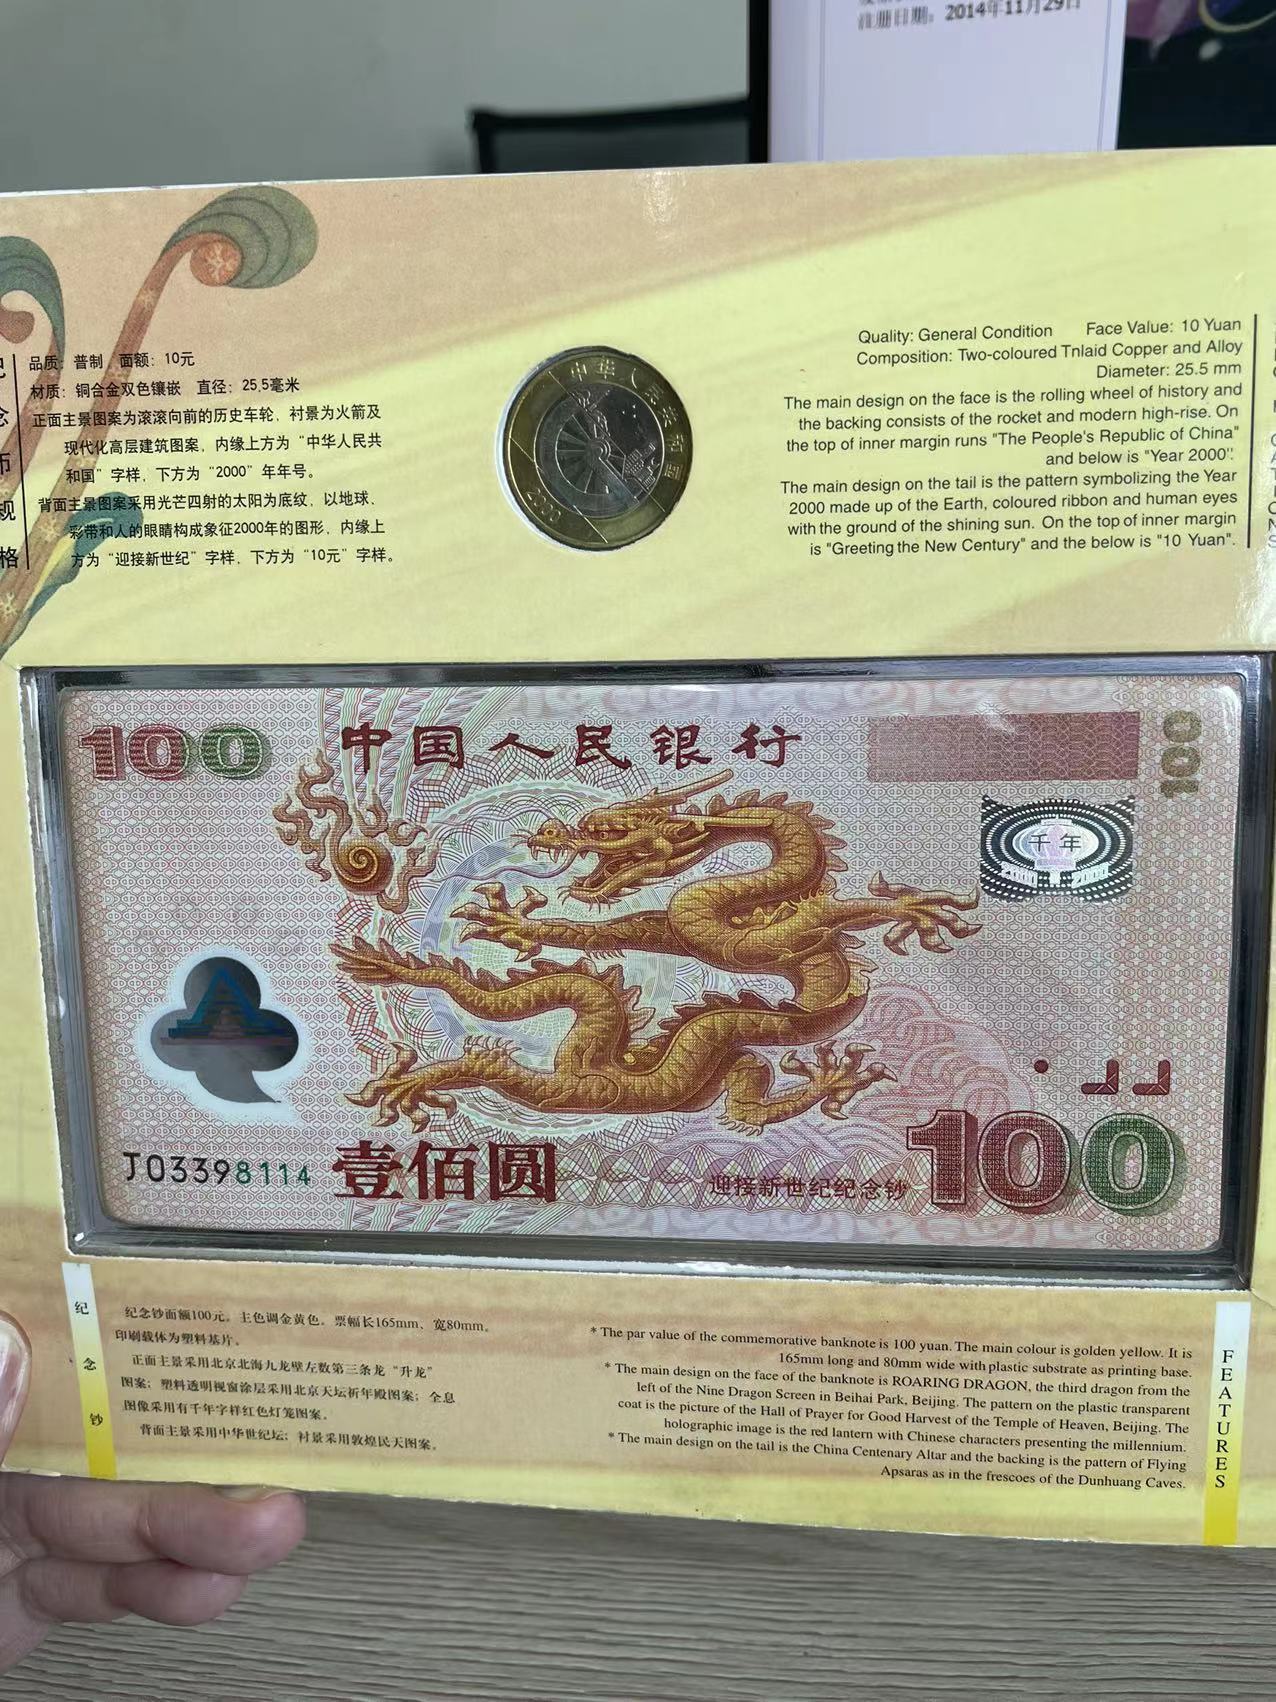 注册日期：2014年11月29日
念
币
规
格
品质：普制 面额：10元
材质：铜合金双色镶嵌 直径：25.5毫米
正面主景图案为滚滚向前的历史车轮，衬景为火箭及
现代化高层建筑图案，内缘上方为“中华人民共
和国”字样，下方为“2000”年年号。
背面主景图案采用光芒四射的太阳为底纹，以地球、
彩带和人的眼睛构成象征2000年的图形，内缘上
方为“迎接新世纪”字样，下方为“10元”字样。
中华人民共和国
2000
Quality: General Condition Face Value: 10 Yuan
Composition: Two-coloured Tnlaid Copper and Alloy
Diameter: 25.5 mm
The main design on the face is the rolling wheel of history and
the backing consists of the rocket and modern high-rise. On
the top of inner margin runs "The People's Republic of China"
and below is "Year 2000".
The main design on the tail is the pattern symbolizing the Year
2000 made up of the Earth, coloured ribbon and human eyes
with the ground of the shining sun. On the top of inner margin
is "Greeting the New Century" and the below is "10 Yuan".
100
中国人民银行
100
千年
2000 2000
J03398114
壹佰圆
迎接新世纪纪念钞
100
纪
念
钞
纪念钞面额100元。主色调金黄色。票幅长165mm、宽80mm。
印刷载体为塑料基片。
正面主景采用北京北海九龙壁左数第三条龙“升龙”
图案；塑料透明视窗涂层采用北京天坛祈年殿图案；全息
图像采用有千年字样红色灯笼图案。
背面主景采用中华世纪坛；衬景采用敦煌民天图案。
* The par value of the commemorative banknote is 100 yuan. The main colour is golden yellow. It is
165mm long and 80mm wide with plastic substrate as printing base.
* The main design on the face of the banknote is ROARING DRAGON, the third dragon from the
left of the Nine Dragon Screen in Beihai Park, Beijing. The pattern on the plastic transparent
coat is the picture of the Hall of Prayer for Good Harvest of the Temple of Heaven, Beijing. The
holographic image is the red lantern with Chinese characters presenting the millennium.
* The main design on the tail is the China Centenary Altar and the backing is the pattern of Flying
Apsaras as in the frescoes of the Dunhuang Caves.
FEATURES